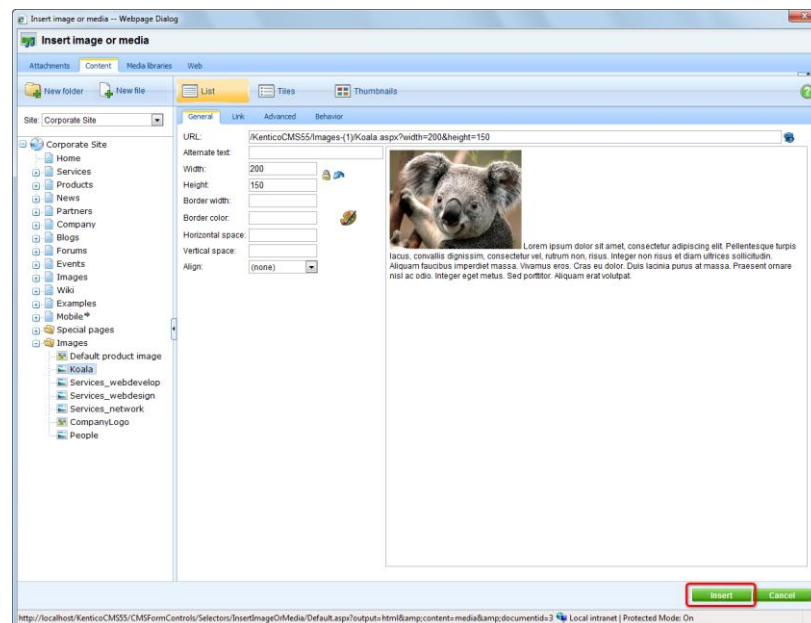 Insert image or media -- Webpage Dialog
Insert image or media
Attachments Content Media libraries Web
New folder New file List Tiles Thumbnails
Site: Corporate Site
General Link Advanced Behavior
URL: /KenticoCMS55/Images-(1)/Koala.aspx?width=200&height=150
Alternate text:
Width: 200
Height: 150
Border width:
Border color:
Horizontal space:
Vertical space:
Align: (none)
Corporate Site
Home
Services
Products
News
Partners
Company
Blogs
Forums
Events
Images
Wiki
Examples
Mobile
Special pages
Images
Default product image
Koala
Services_webdevelop
Services_webdesign
Services_network
CompanyLogo
People
Lorem ipsum dolor sit amet, consectetur adipiscing elit. Pellentesque turpis
lacus, convallis dignissim, consectetur vel, rutrum non, risus. Integer non risus et diam ultrices sollicitudin.
Aliquam faucibus imperdiet massa. Vivamus eros. Cras eu dolor. Duis lacinia purus at massa. Praesent ornare
nisl ac odio. Integer eget metus. Sed porttitor. Aliquam erat volutpat.
Insert Cancel
http://localhost/KenticoCMS55/CMSFormControls/Selectors/InsertImageOrMedia/Default.aspx?output=html&amp;content=media&amp;documentid=3 Local intranet | Protected Mode: On